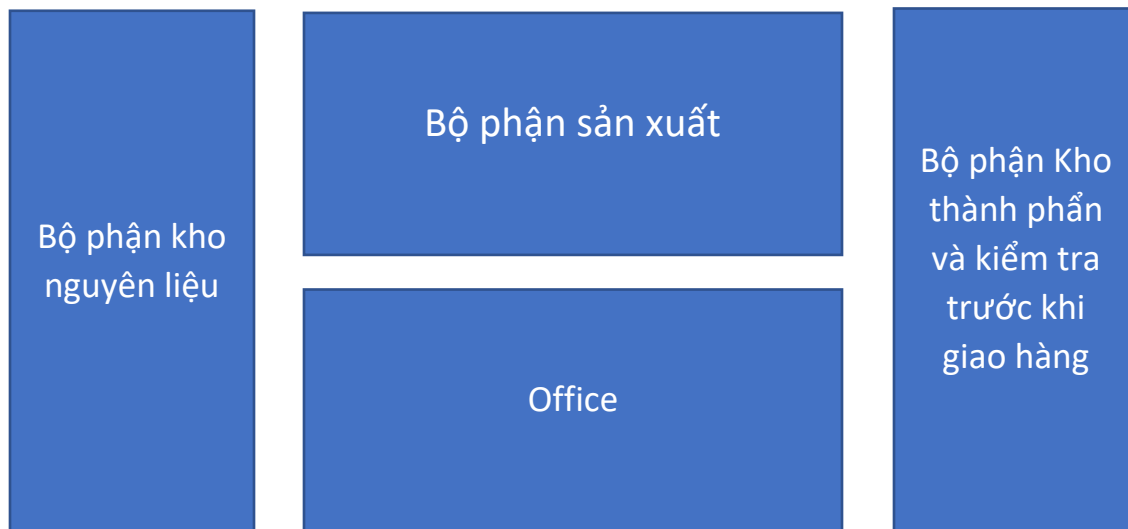 Bộ phận kho
nguyên liệu
Bộ phận sản xuất
Office
Bộ phận Kho
thành phẩn
và kiểm tra
trước khi
giao hàng